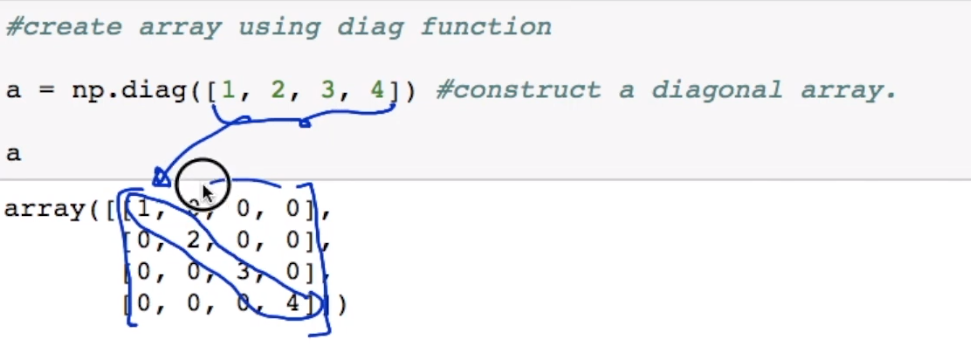 #create array using diag function
a = np.diag([1, 2, 3, 4]) #construct a diagonal array.
a
array([[1, 0, 0, 0],
[0, 2, 0, 0],
[0, 0, 3, 0],
[0, 0, 0, 4]])